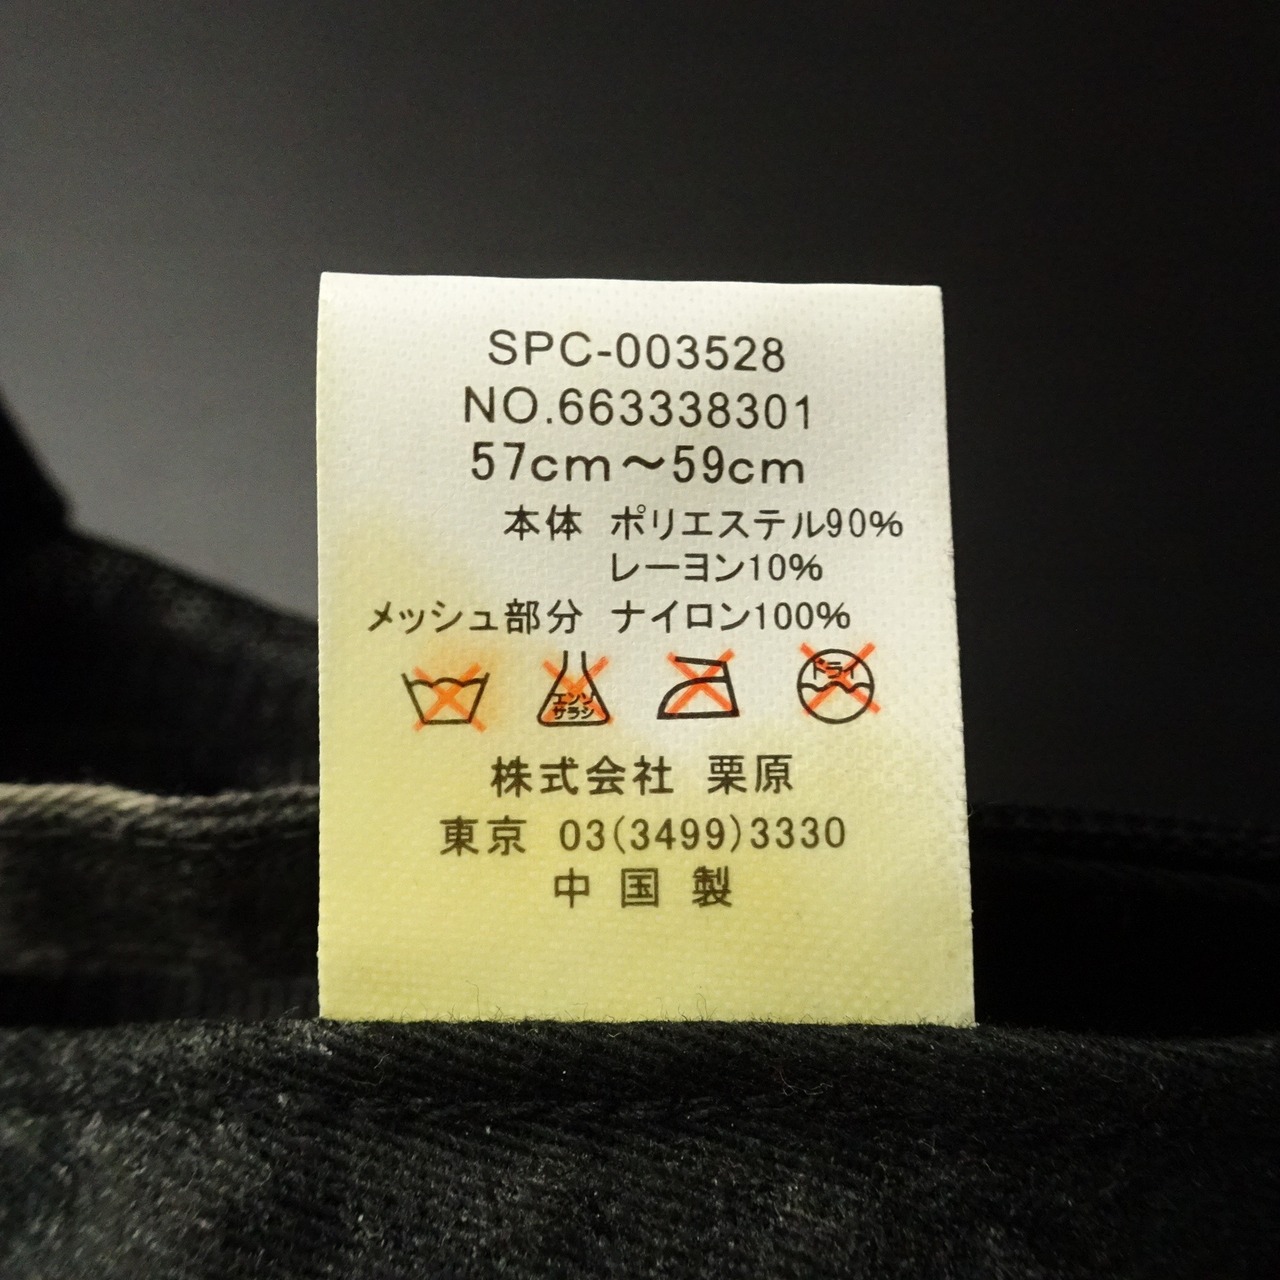 SPC-003528
NO.663338301
57cm～59cm
本体 ポリエステル90%
レーヨン10%
メッシュ部分 ナイロン100%
エンソ
サラシ
ドライ
株式会社 栗原
東京 03(3499)3330
中国製